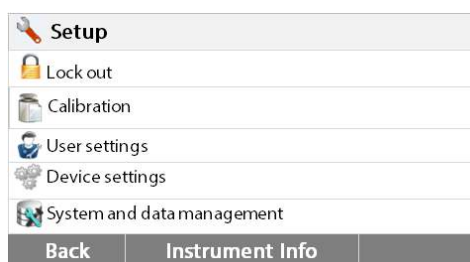 Setup
Lock out
Calibration
User settings
Device settings
System and data management
Back Instrument Info